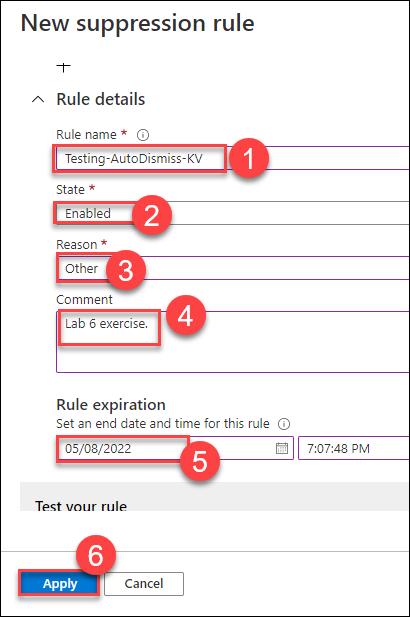 New suppression rule
+
Rule details
Rule name * 
Testing-AutoDismiss-KV 1
State *
Enabled 2
Reason *
Other 3
Comment
Lab 6 exercise. 4
Rule expiration
Set an end date and time for this rule
05/08/2022 5 7:07:48 PM
Test your rule
6
Apply Cancel